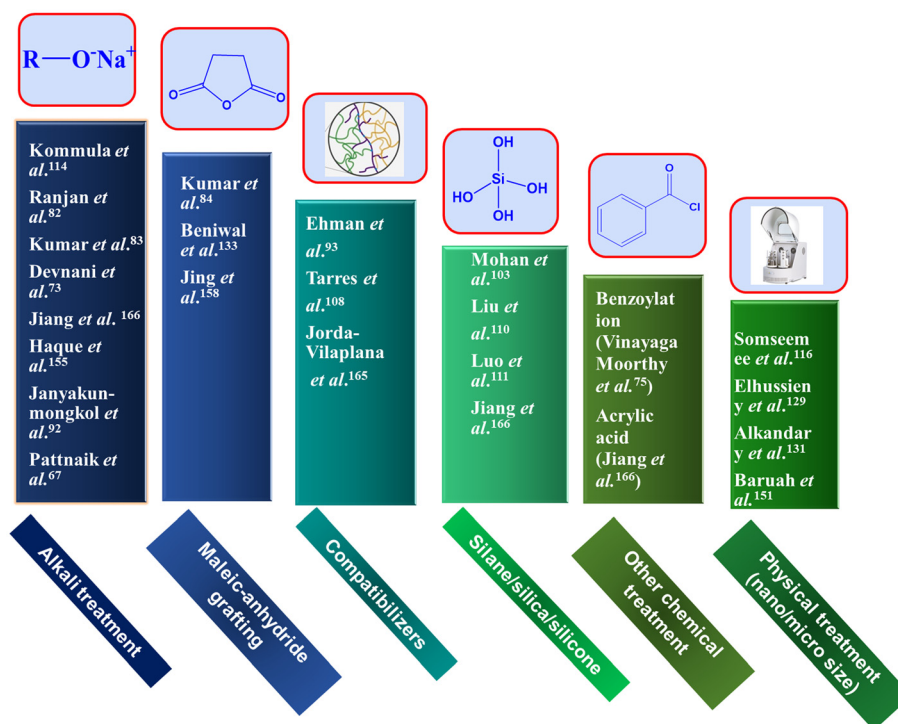 R—O⁻Na⁺
Kommula et
al.¹¹⁴
Ranjan et
al.⁸²
Kumar et al.⁸³
Devnani et
al.⁷³
Jiang et al. ¹⁶⁶
Haque et
al.¹⁵⁵
Janyakun-
mongkol et
al.⁹²
Pattnaik et
al.⁶⁷
Alkali treatment
O
O
O
Kumar et
al.⁸⁴
Beniwal
et al.¹³³
Jing et
al.¹⁵⁸
Maleic-anhydride
grafting
Ehman et
al.⁹³
Tarres et
al.¹⁰⁸
Jorda-
Vilaplana
et al.¹⁶⁵
Compatibilizers
OH
Si
HO
OH
OH
Mohan et
al.¹⁰³
Liu et
al.¹¹⁰
Luo et
al.¹¹¹
Jiang et
al.¹⁶⁶
Silane/silica/silicone
O
Cl
Benzoylat
ion
(Vinayaga
Moorthy
et al.⁷⁵)
Acrylic
acid
(Jiang et
al.¹⁶⁶)
Other chemical
treatment
Somseem
ee et al.¹¹⁶
Elhussien
y et al.¹²⁹
Alkandar
y et al.¹³¹
Baruah et
al.¹⁵¹
Physical treatment
(nano/micro size)